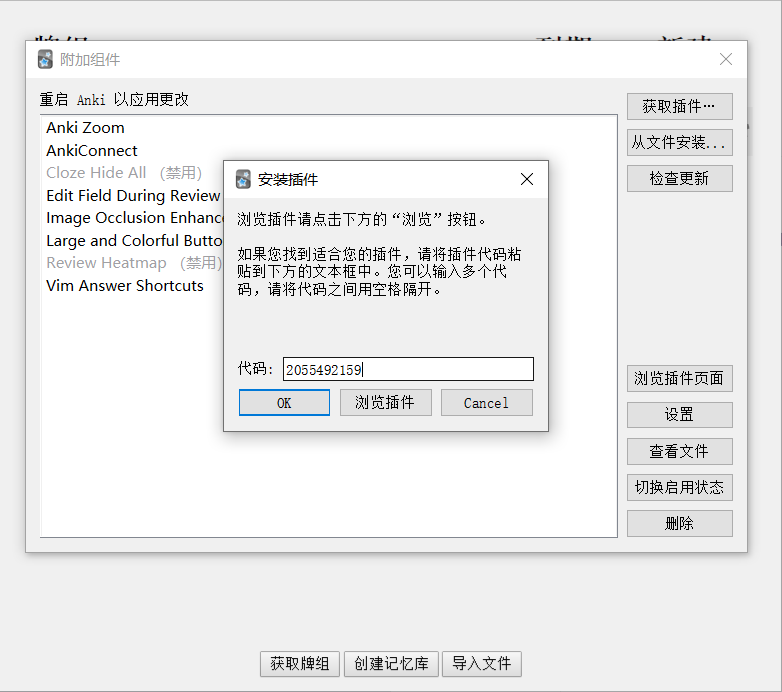 附加组件
重启 Anki 以应用更改
获取插件…
Anki Zoom
从文件安装...
AnkiConnect
Cloze Hide All （禁用）
检查更新
Edit Field During Review
Image Occlusion Enhanc
Large and Colorful Butto
Review Heatmap （禁用）
Vim Answer Shortcuts
安装插件
浏览插件请点击下方的“浏览”按钮。
如果您找到适合您的插件，请将插件代码粘
贴到下方的文本框中。您可以输入多个代
码，请将代码之间用空格隔开。
代码: 2055492159
OK
浏览插件
Cancel
浏览插件页面
设置
查看文件
切换启用状态
删除
获取牌组
创建记忆库
导入文件